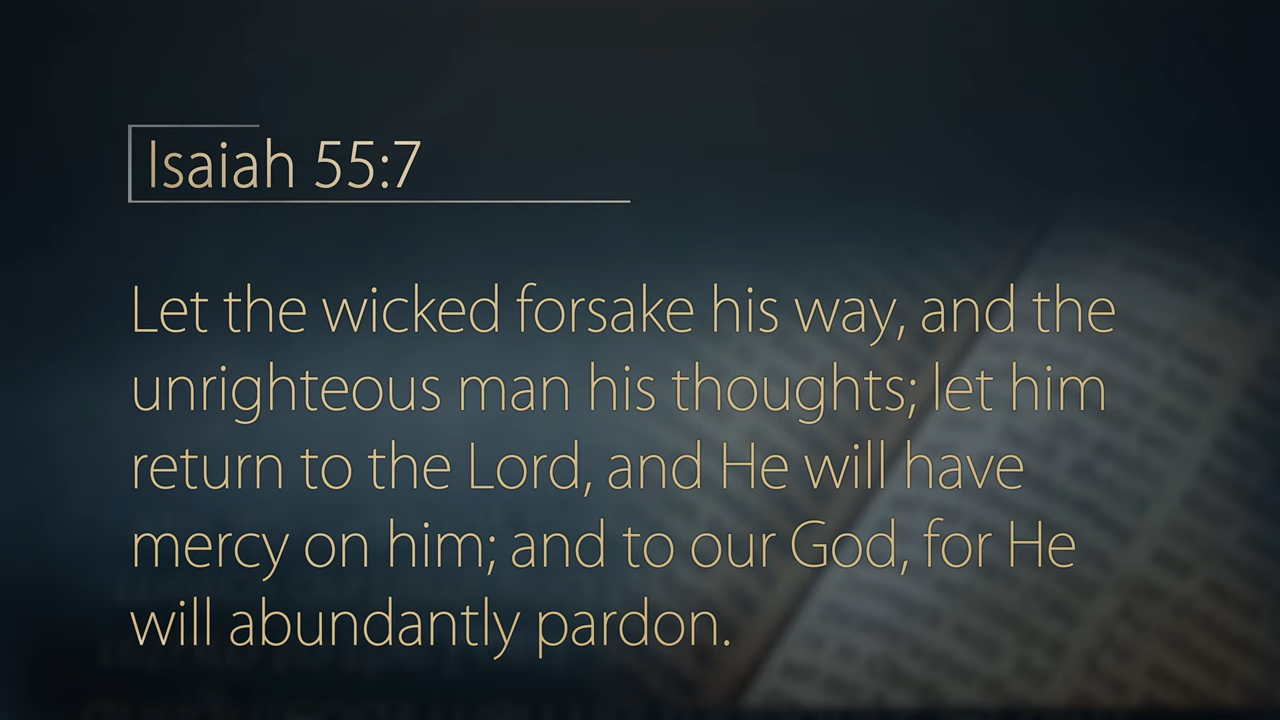 Isaiah 55:7
Let the wicked forsake his way, and the
unrighteous man his thoughts; let him
return to the Lord, and He will have
mercy on him; and to our God, for He
will abundantly pardon.